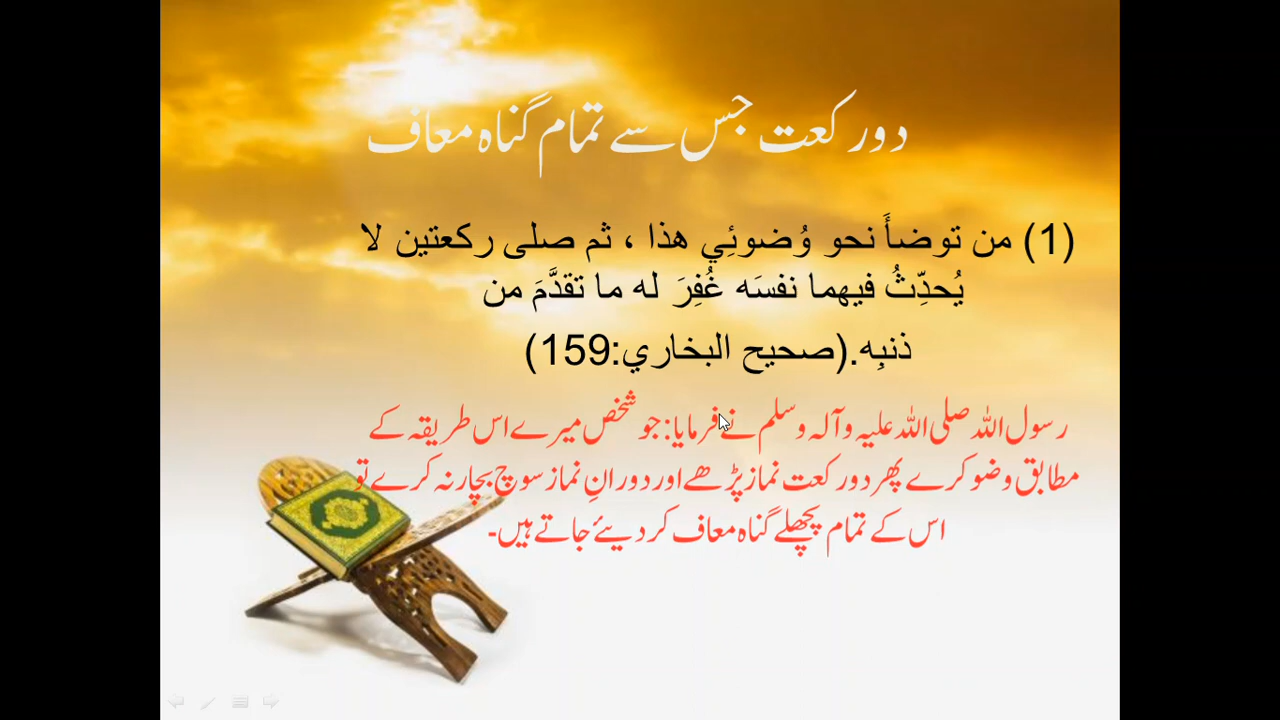 دو رکعت جس سے تمام گناہ معاف
(1) من توضأَ نحو وُضوئِي هذا ، ثم صلى ركعتين لا
يُحدِّثُ فيهما نفسَه غُفِرَ له ما تقدَّمَ من
ذنبِه.(صحيح البخاري:159)
رسول اللہ صلی اللہ علیہ وآلہ وسلم نے فرمایا: جو شخص میرے اس طریقہ کے
مطابق وضو کرے پھر دو رکعت نماز پڑھے اور دورانِ نماز سوچ بچار نہ کرے تو
اس کے تمام پچھلے گناہ معاف کر دیئے جاتے ہیں۔